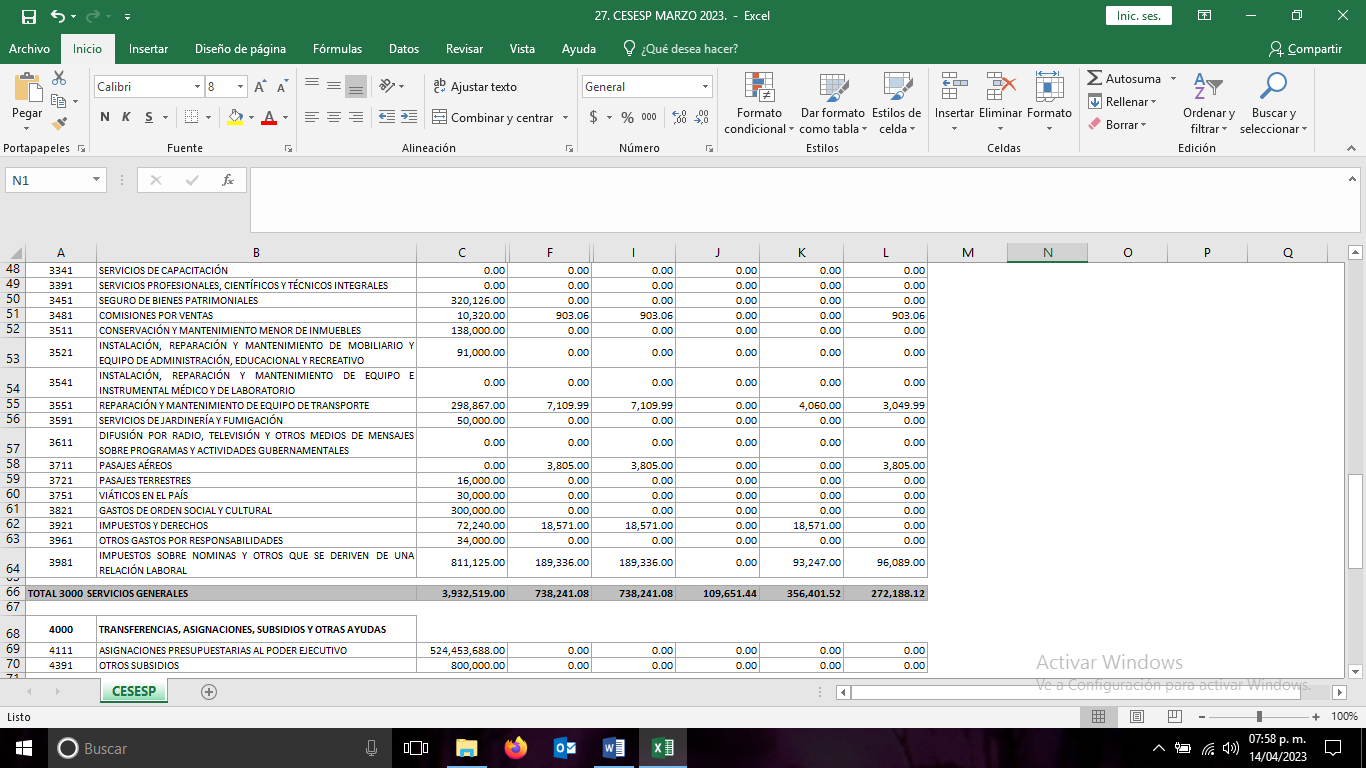 27. CESESP MARZO 2023. - Excel
Inic. ses.
Archivo Inicio Insertar Diseño de página Fórmulas Datos Revisar Vista Ayuda ¿Qué desea hacer? Compartir
Pegar
Calibri 8
N K S
Ajustar texto
Combinar y centrar
General
$ % 000
Formato condicional
Dar formato como tabla
Estilos de celda
Insertar Eliminar Formato
Autosuma
Rellenar
Borrar
Ordenar y filtrar
Buscar y seleccionar
Portapapeles Fuente Alineación Número Estilos Celdas Edición
N1 fx
A B C F I J K L M N O P Q
48 3341 SERVICIOS DE CAPACITACIÓN 0.00 0.00 0.00 0.00 0.00 0.00
49 3391 SERVICIOS PROFESIONALES, CIENTÍFICOS Y TÉCNICOS INTEGRALES 0.00 0.00 0.00 0.00 0.00 0.00
50 3451 SEGURO DE BIENES PATRIMONIALES 320,126.00 0.00 0.00 0.00 0.00 0.00
51 3481 COMISIONES POR VENTAS 10,320.00 903.06 903.06 0.00 0.00 903.06
52 3511 CONSERVACIÓN Y MANTENIMIENTO MENOR DE INMUEBLES 138,000.00 0.00 0.00 0.00 0.00 0.00
53 3521 INSTALACIÓN, REPARACIÓN Y MANTENIMIENTO DE MOBILIARIO Y
EQUIPO DE ADMINISTRACIÓN, EDUCACIONAL Y RECREATIVO 91,000.00 0.00 0.00 0.00 0.00 0.00
54 3541 INSTALACIÓN, REPARACIÓN Y MANTENIMIENTO DE EQUIPO E
INSTRUMENTAL MÉDICO Y DE LABORATORIO 0.00 0.00 0.00 0.00 0.00 0.00
55 3551 REPARACIÓN Y MANTENIMIENTO DE EQUIPO DE TRANSPORTE 298,867.00 7,109.99 7,109.99 0.00 4,060.00 3,049.99
56 3591 SERVICIOS DE JARDINERÍA Y FUMIGACIÓN 50,000.00 0.00 0.00 0.00 0.00 0.00
57 3611 DIFUSIÓN POR RADIO, TELEVISIÓN Y OTROS MEDIOS DE MENSAJES
SOBRE PROGRAMAS Y ACTIVIDADES GUBERNAMENTALES 0.00 0.00 0.00 0.00 0.00 0.00
58 3711 PASAJES AÉREOS 0.00 3,805.00 3,805.00 0.00 0.00 3,805.00
59 3721 PASAJES TERRESTRES 16,000.00 0.00 0.00 0.00 0.00 0.00
60 3751 VIÁTICOS EN EL PAÍS 30,000.00 0.00 0.00 0.00 0.00 0.00
61 3821 GASTOS DE ORDEN SOCIAL Y CULTURAL 300,000.00 0.00 0.00 0.00 0.00 0.00
62 3921 IMPUESTOS Y DERECHOS 72,240.00 18,571.00 18,571.00 0.00 18,571.00 0.00
63 3961 OTROS GASTOS POR RESPONSABILIDADES 34,000.00 0.00 0.00 0.00 0.00 0.00
64 3981 IMPUESTOS SOBRE NOMINAS Y OTROS QUE SE DERIVEN DE UNA
RELACIÓN LABORAL 811,125.00 189,336.00 189,336.00 0.00 93,247.00 96,089.00
65
66 TOTAL 3000 SERVICIOS GENERALES 3,932,519.00 738,241.08 738,241.08 109,651.44 356,401.52 272,188.12
67
68 4000 TRANSFERENCIAS, ASIGNACIONES, SUBSIDIOS Y OTRAS AYUDAS
69 4111 ASIGNACIONES PRESUPUESTARIAS AL PODER EJECUTIVO 524,453,688.00 0.00 0.00 0.00 0.00 0.00
70 4391 OTROS SUBSIDIOS 800,000.00 0.00 0.00 0.00 0.00 0.00
71
Activar Windows
Ve a Configuración para activar Windows.
CESESP
Listo 100%
Buscar
07:58 p. m.
14/04/2023